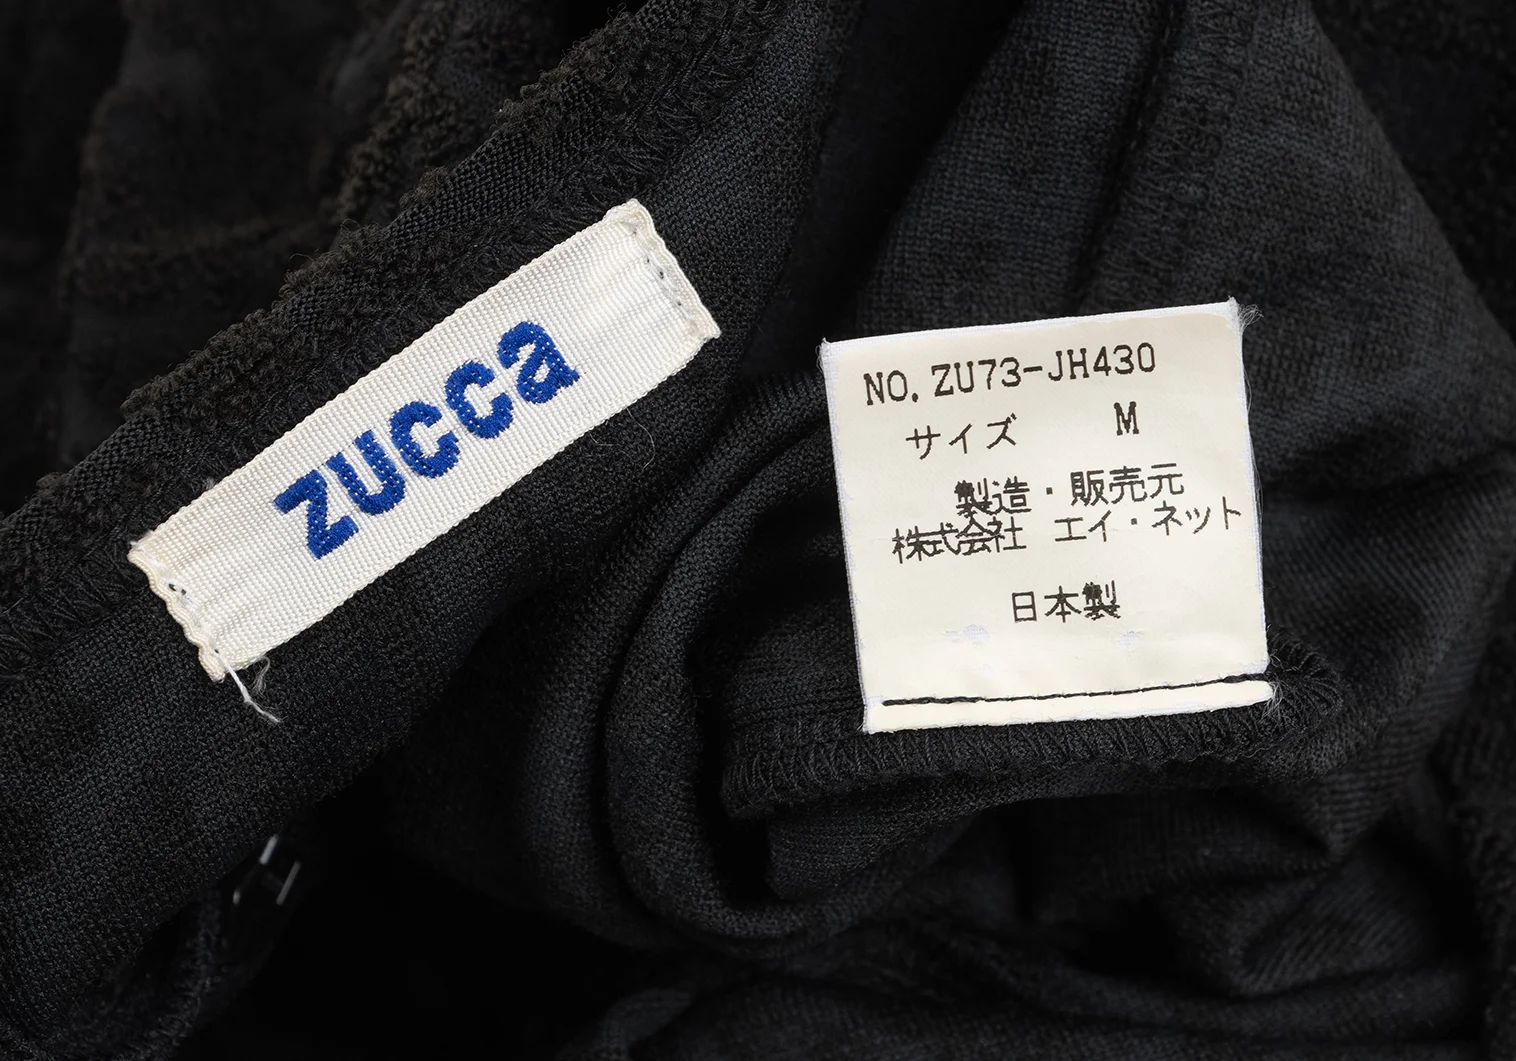 ZUCCa
NO. ZU73-JH430
サイズ M
製造・販売元
株式会社 エイ・ネット
日本製